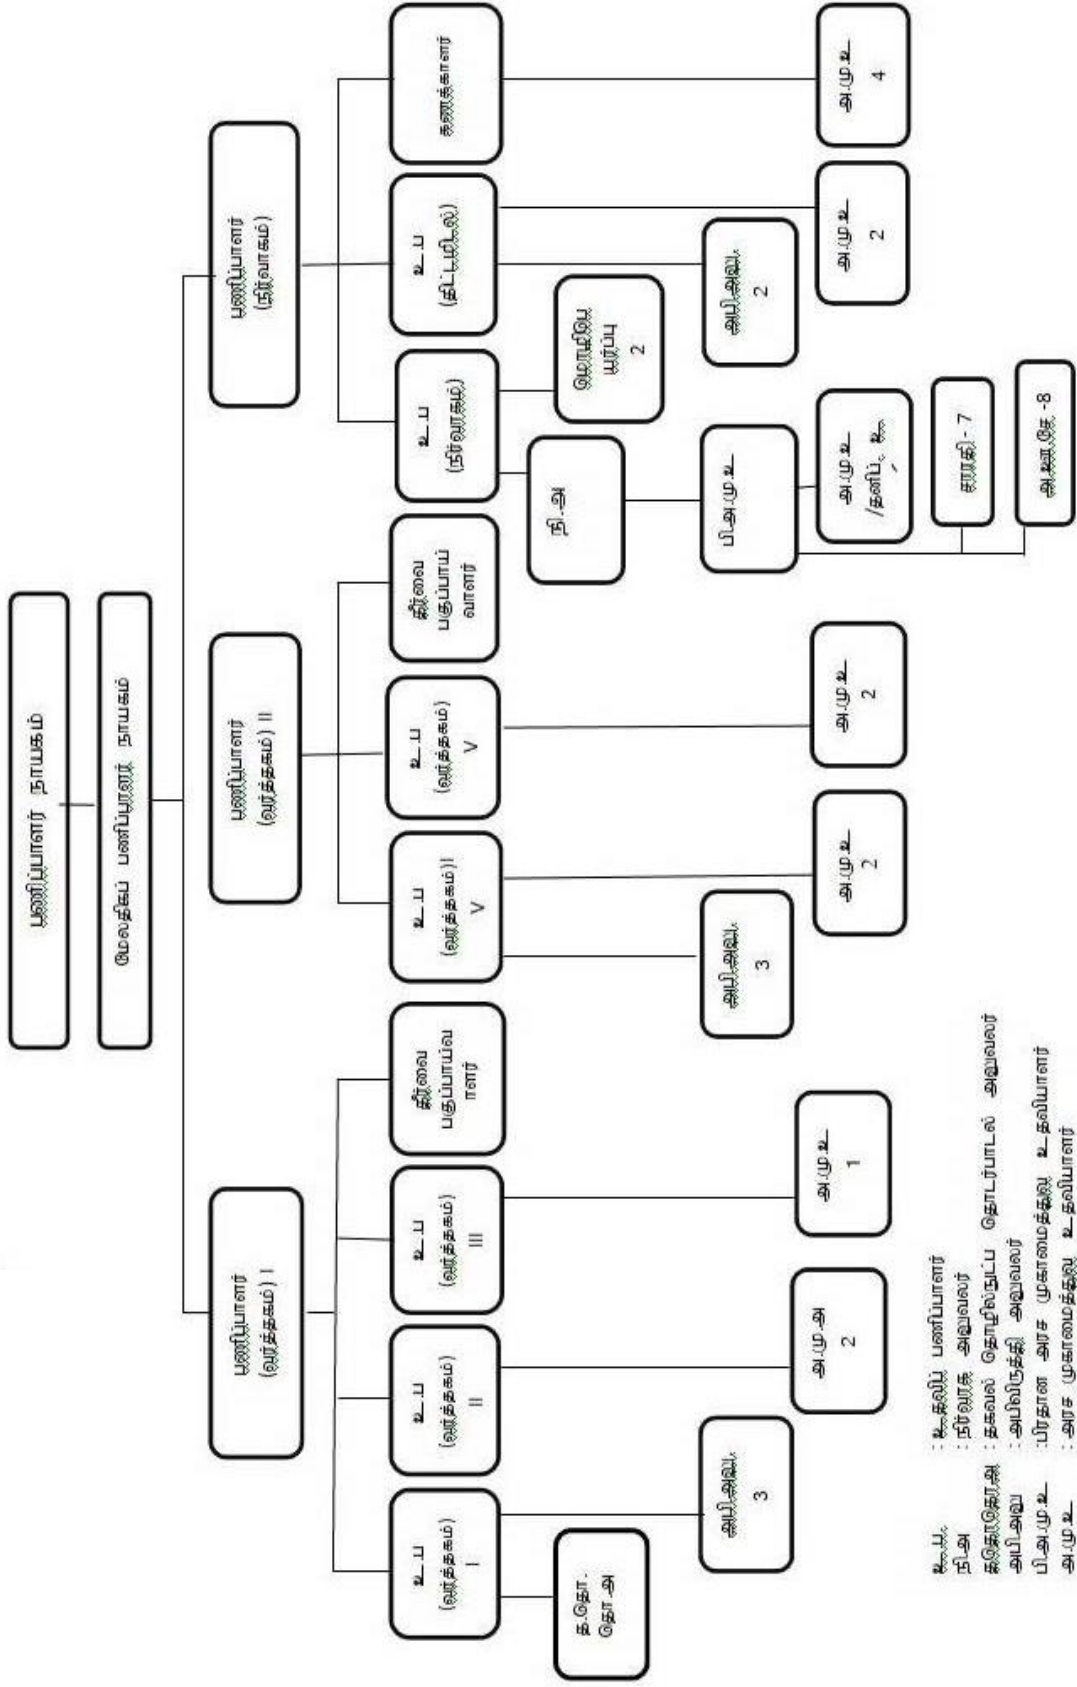 பணிப்பாளர் நாயகம்
மேலதிகப் பணிப்பாளர் நாயகம்
பணிப்பாளர்
(வர்த்தகம்) I
பணிப்பாளர்
(வர்த்தகம்) II
பணிப்பாளர்
(நிர்வாகம்)
உ.ப
(வர்த்தகம்)
I
உ.ப
(வர்த்தகம்)
II
உ.ப
(வர்த்தகம்)
III
தீர்வை
பகுப்பாய்வ
ாளர்
உ.ப
(வர்த்தகம்)I
V
உ.ப
(வர்த்தகம்)
V
தீர்வை
பகுப்பாய்
வாளர்
உ.ப
(நிர்வாகம்)
உ.ப
(திட்டமிடல்)
கணக்காளர்
த.தொ.
தொ.அ
நி.அ
மொழிபெ
யர்ப்பு
2
அபி.அலு.
3
அபி.அலு.
3
பி.அ.மு.உ
அபி.அலு.
2
அ.மு.அ
2
அ.மு.உ
1
அ.மு.உ
2
அ.மு.உ
2
அ.மு.உ
/தனிப். உ
அ.மு.உ
2
அ.மு.உ
4
சாரதி - 7
அ.ஊ.சே -8
உ.ப. : உதவிப் பணிப்பாளர்
நி.அ : நிர்வாக அலுவலர்
த.தொ.தொ.அ : தகவல் தொழில்நுட்ப தொடர்பாடல் அலுவலர்
அபி.அலு : அபிவிருத்தி அலுவலர்
பி.அ.மு.உ :பிரதான அரச முகாமைத்துவ உதவியாளர்
அ.மு.உ : அரச முகாமைத்துவ உதவியாளர்